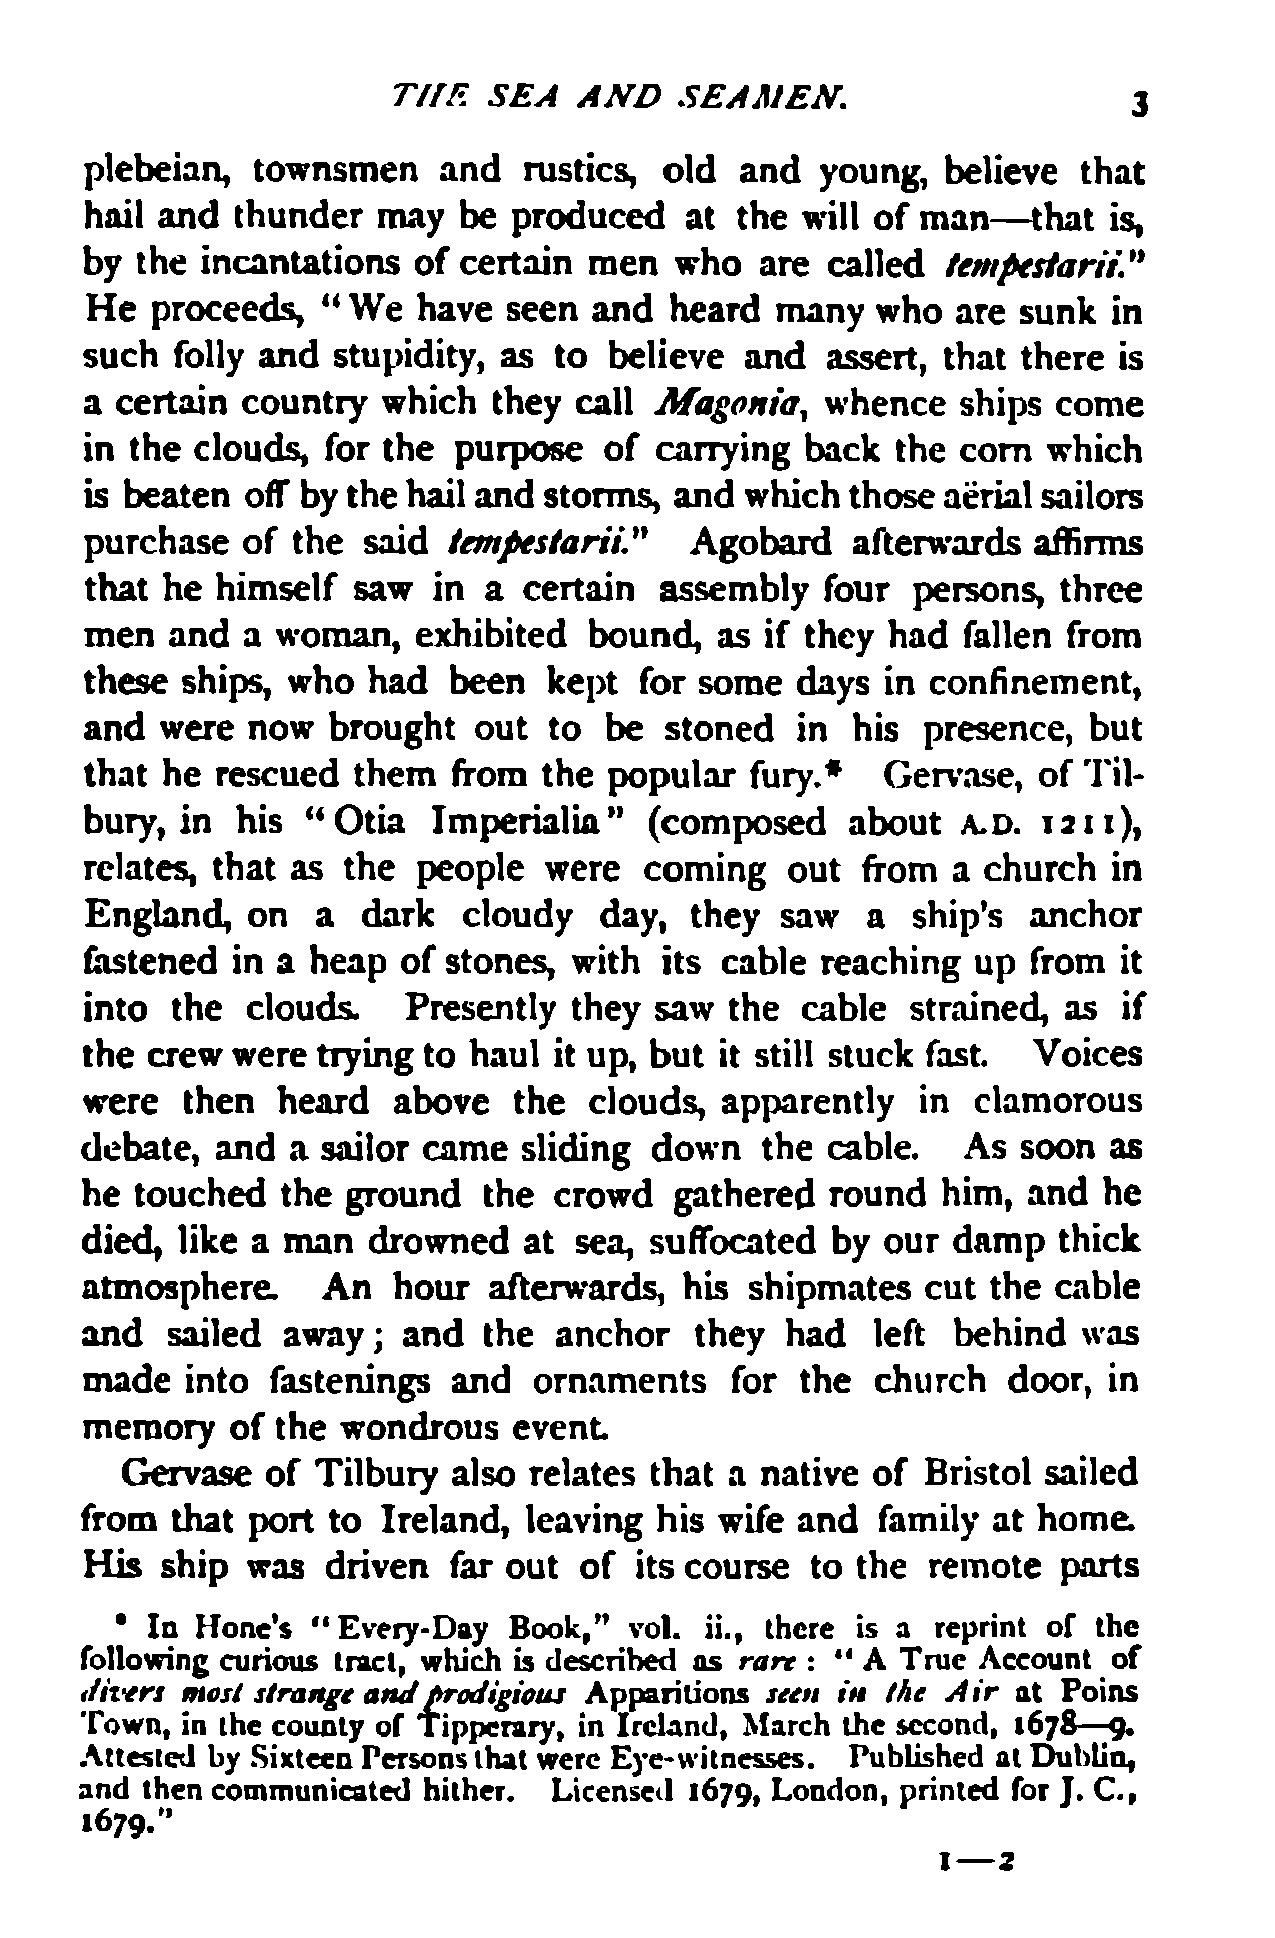 THE SEA AND SEAMEN. 3
plebeian, townsmen and rustics, old and young, believe that
hail and thunder may be produced at the will of man—that is,
by the incantations of certain men who are called tempestarii."
He proceeds, "We have seen and heard many who are sunk in
such folly and stupidity, as to believe and assert, that there is
a certain country which they call Magonia, whence ships come
in the clouds, for the purpose of carrying back the corn which
is beaten off by the hail and storms, and which those aërial sailors
purchase of the said tempestarii." Agobard afterwards affirms
that he himself saw in a certain assembly four persons, three
men and a woman, exhibited bound, as if they had fallen from
these ships, who had been kept for some days in confinement,
and were now brought out to be stoned in his presence, but
that he rescued them from the popular fury.* Gervase, of Til-
bury, in his "Otia Imperialia" (composed about A.D. 1211),
relates, that as the people were coming out from a church in
England, on a dark cloudy day, they saw a ship's anchor
fastened in a heap of stones, with its cable reaching up from it
into the clouds. Presently they saw the cable strained, as if
the crew were trying to haul it up, but it still stuck fast. Voices
were then heard above the clouds, apparently in clamorous
debate, and a sailor came sliding down the cable. As soon as
he touched the ground the crowd gathered round him, and he
died, like a man drowned at sea, suffocated by our damp thick
atmosphere. An hour afterwards, his shipmates cut the cable
and sailed away; and the anchor they had left behind was
made into fastenings and ornaments for the church door, in
memory of the wondrous event.
Gervase of Tilbury also relates that a native of Bristol sailed
from that port to Ireland, leaving his wife and family at home.
His ship was driven far out of its course to the remote parts
* In Hone's "Every-Day Book," vol. ii., there is a reprint of the
following curious tract, which is described as rare: "A True Account of
divers most strange and prodigious Apparitions seen in the Air at Poins
Town, in the county of Tipperary, in Ireland, March the second, 1678—9.
Attested by Sixteen Persons that were Eye-witnesses. Published at Dublin,
and then communicated hither. Licensed 1679, London, printed for J. C.,
1679."
1—2